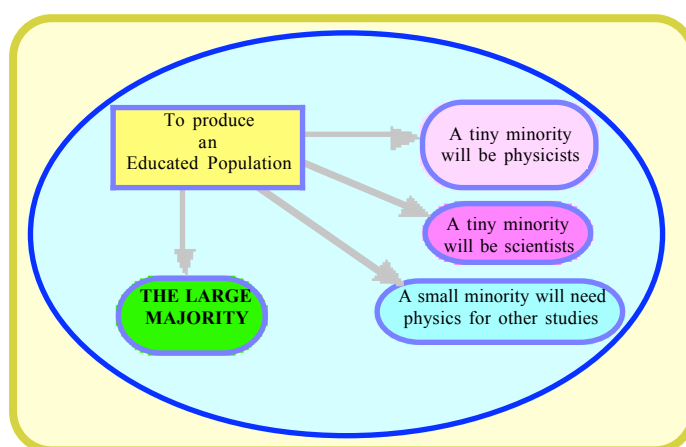 To produce
an
Educated Population
A tiny minority
will be physicists
A tiny minority
will be scientists
THE LARGE
MAJORITY
A small minority will need
physics for other studies